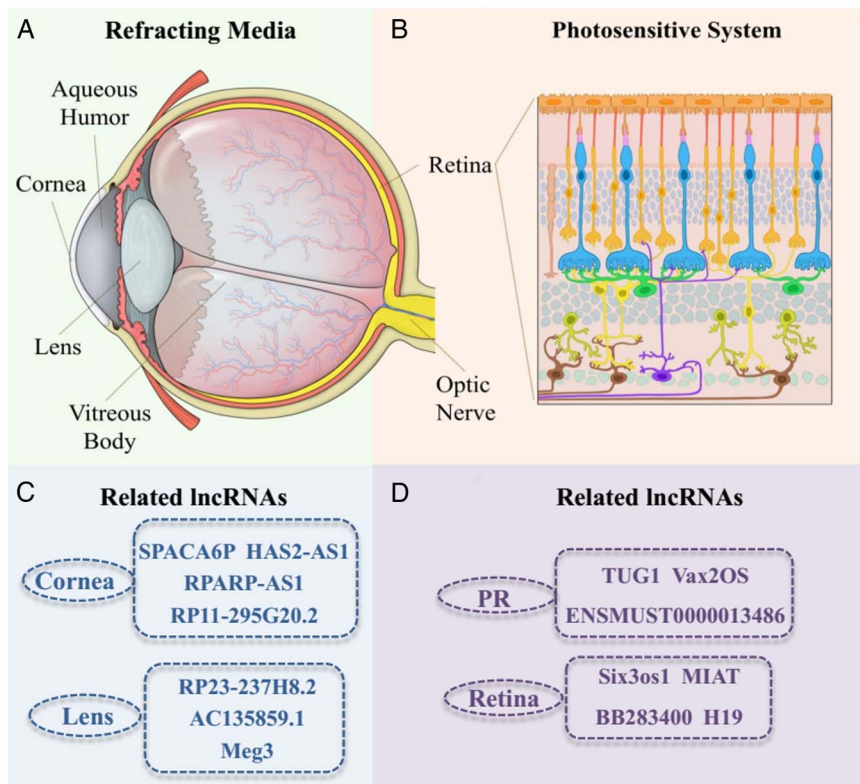 A
Refracting Media
Aqueous
Humor
Cornea
Lens
Vitreous
Body
B
Photosensitive System
Retina
Optic
Nerve
C
Related lncRNAs
Cornea
SPACA6P HAS2-AS1
RPARP-AS1
RP11-295G20.2
Lens
RP23-237H8.2
AC135859.1
Meg3
D
Related lncRNAs
PR
TUG1 Vax2OS
ENSMUST0000013486
Retina
Six3os1 MIAT
BB283400 H19